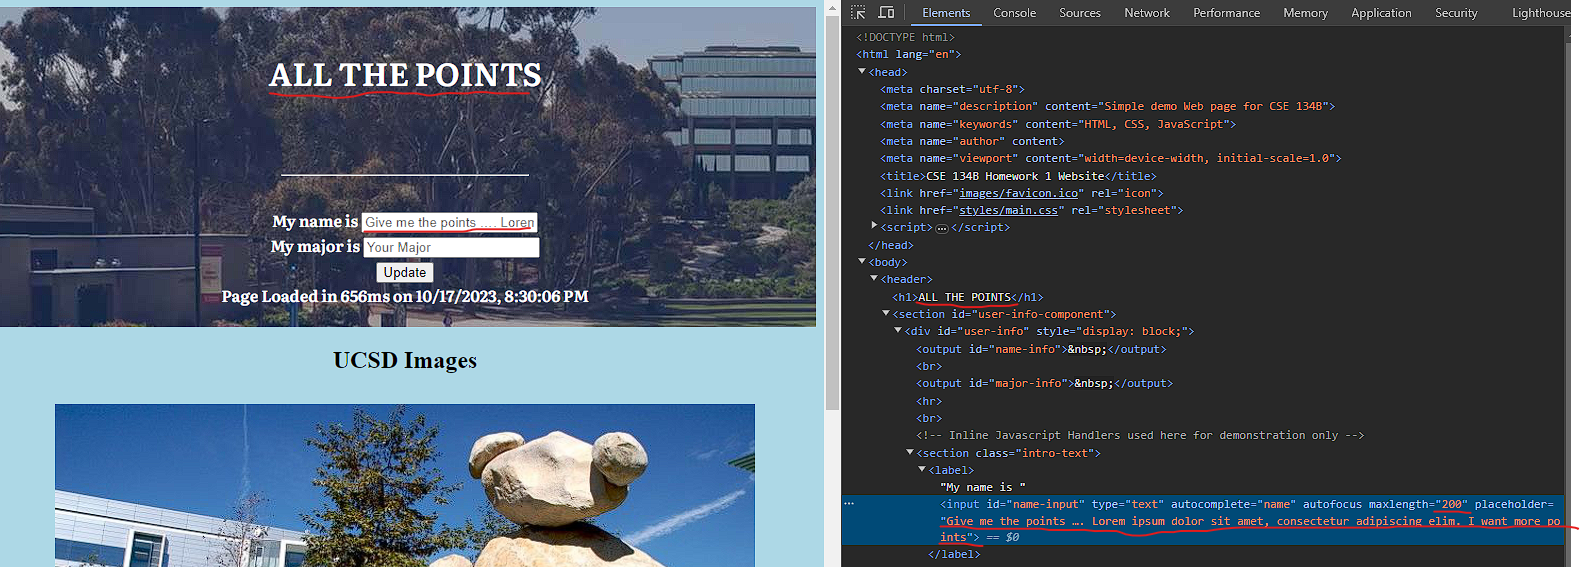 ALL THE POINTS
My name is Give me the points .... Loren
My major is Your Major
Update
Page Loaded in 656ms on 10/17/2023, 8:30:06 PM
UCSD Images
Elements Console Sources Network Performance Memory Application Security Lighthouse
<!DOCTYPE html>
<html lang="en">
<head>
<meta charset="utf-8">
<meta name="description" content="Simple demo Web page for CSE 134B">
<meta name="keywords" content="HTML, CSS, JavaScript">
<meta name="author" content>
<meta name="viewport" content="width=device-width, initial-scale=1.0">
<title>CSE 134B Homework 1 Website</title>
<link href="images/favicon.ico" rel="icon">
<link href="styles/main.css" rel="stylesheet">
<script>…</script>
</head>
<body>
<header>
<h1>ALL THE POINTS</h1>
<section id="user-info-component">
<div id="user-info" style="display: block;">
<output id="name-info">&nbsp;</output>
<br>
<output id="major-info">&nbsp;</output>
<hr>
<br>
<!-- Inline Javascript Handlers used here for demonstration only -->
<section class="intro-text">
<label>
"My name is "
<input id="name-input" type="text" autocomplete="name" autofocus maxlength="200" placeholder=
"Give me the points …. Lorem ipsum dolor sit amet, consectetur adipiscing elim. I want more po
ints"> == $0
</label>